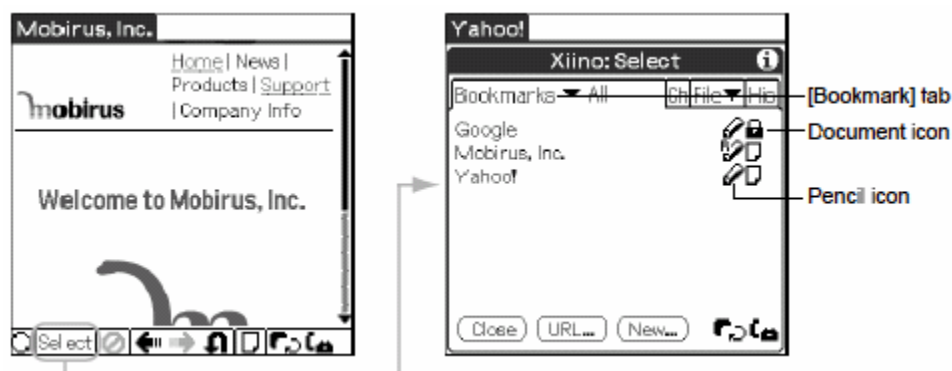 Mobirus, Inc.
Home | News |
Products | Support
| Company Info
mobirus
Welcome to Mobirus, Inc.
Select
Yahoo!
Xiino: Select
Bookmarks All Ch File His
Google
Mobirus, Inc.
Yahoo!
Close URL... New...
[Bookmark] tab
Document icon
Pencil icon